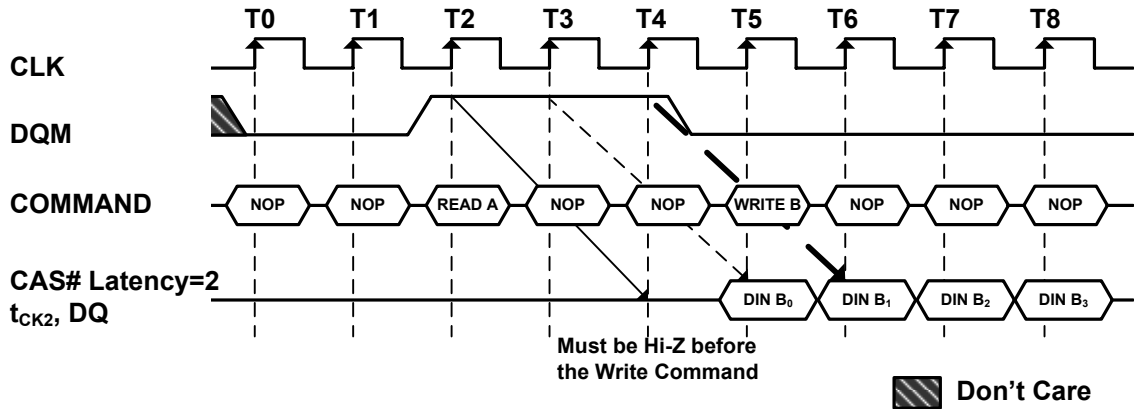 T0 T1 T2 T3 T4 T5 T6 T7 T8
CLK
DQM
COMMAND NOP NOP READ A NOP NOP WRITE B NOP NOP NOP
CAS# Latency=2
tCK2, DQ DIN B0 DIN B1 DIN B2 DIN B3
Must be Hi-Z before
the Write Command
Don't Care